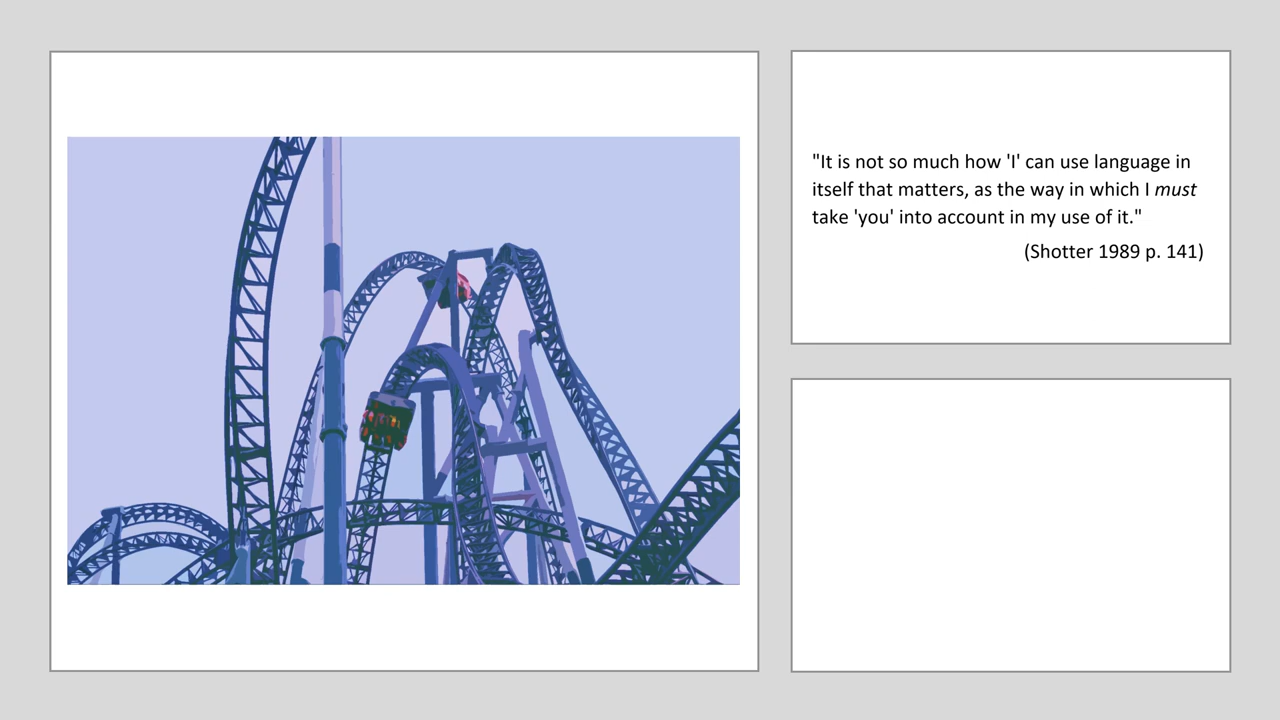 "It is not so much how 'I' can use language in
itself that matters, as the way in which I must
take 'you' into account in my use of it."
(Shotter 1989 p. 141)